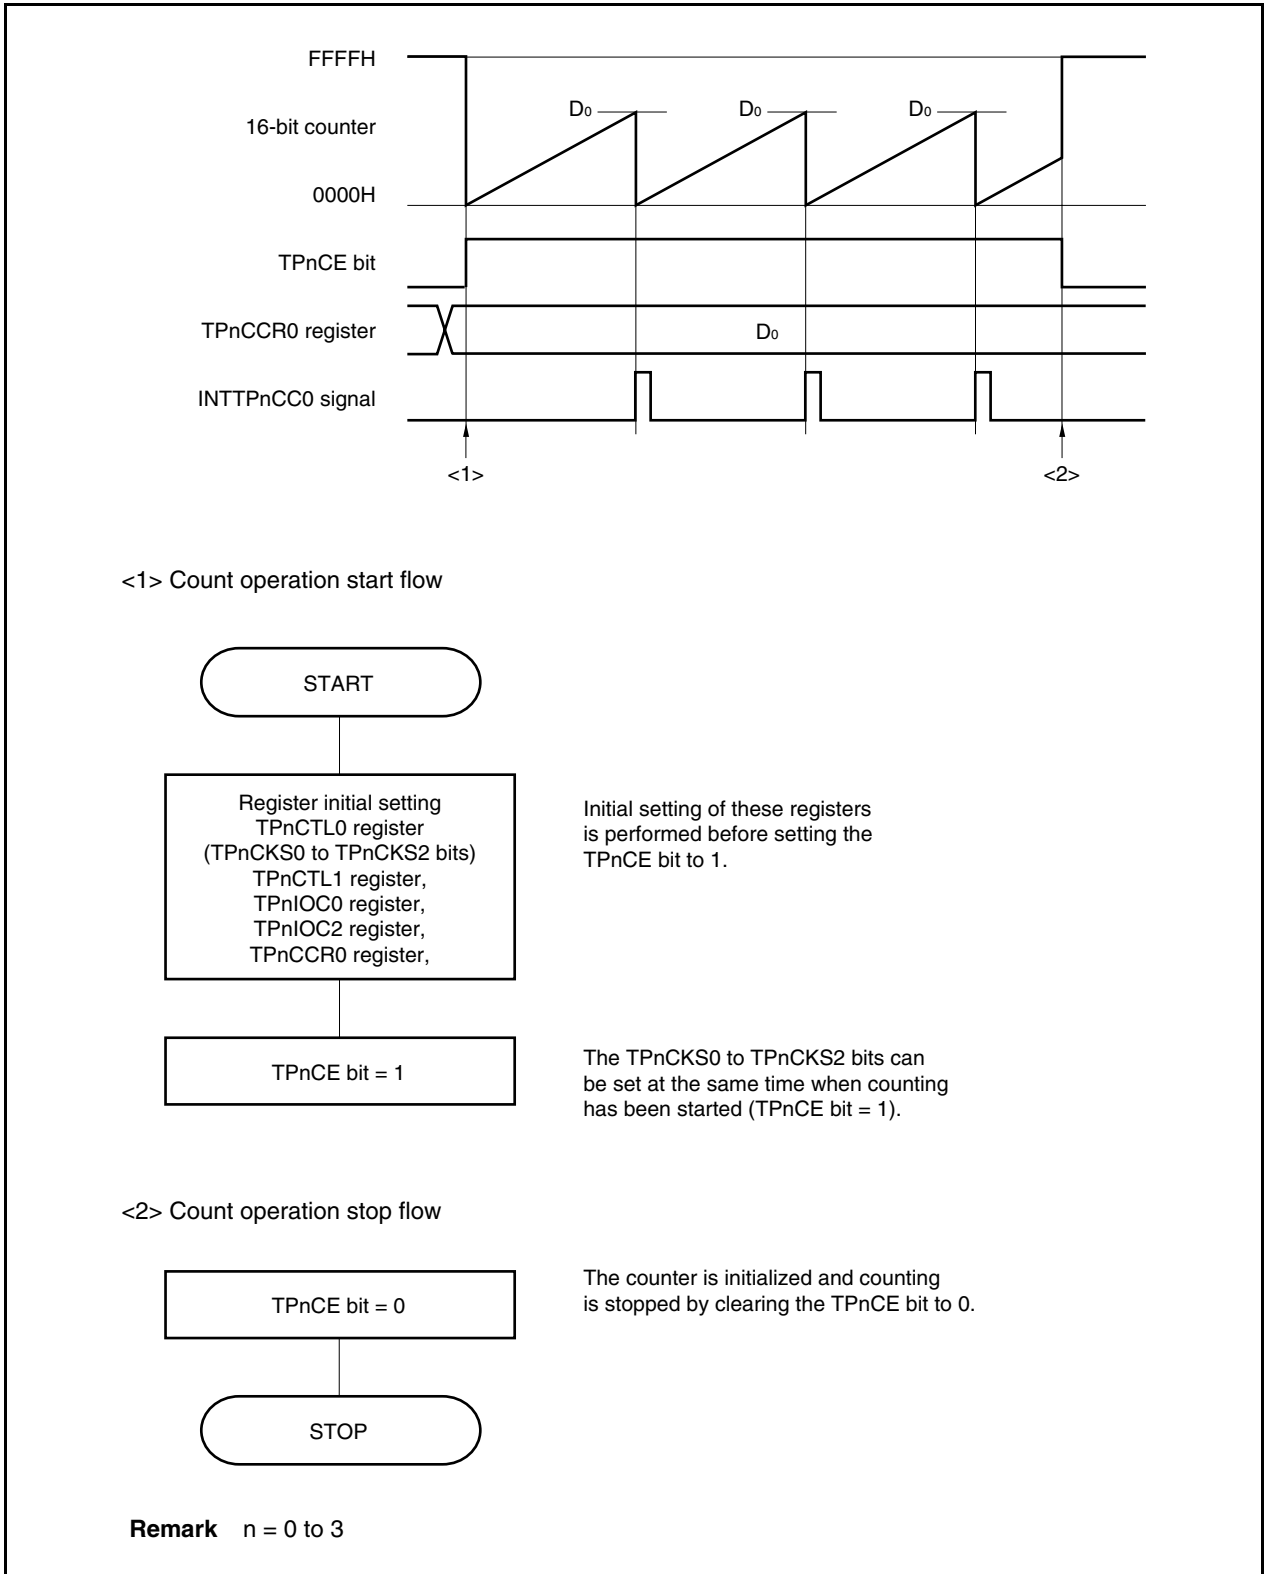 FFFFH
D0 D0 D0
16-bit counter
0000H
TPnCE bit
TPnCCR0 register D0
INTTPnCC0 signal
<1> <2>
<1> Count operation start flow
START
Register initial setting
TPnCTL0 register
(TPnCKS0 to TPnCKS2 bits)
TPnCTL1 register,
TPnIOC0 register,
TPnIOC2 register,
TPnCCR0 register,
Initial setting of these registers
is performed before setting the
TPnCE bit to 1.
TPnCE bit = 1
The TPnCKS0 to TPnCKS2 bits can
be set at the same time when counting
has been started (TPnCE bit = 1).
<2> Count operation stop flow
TPnCE bit = 0
The counter is initialized and counting
is stopped by clearing the TPnCE bit to 0.
STOP
Remark n = 0 to 3